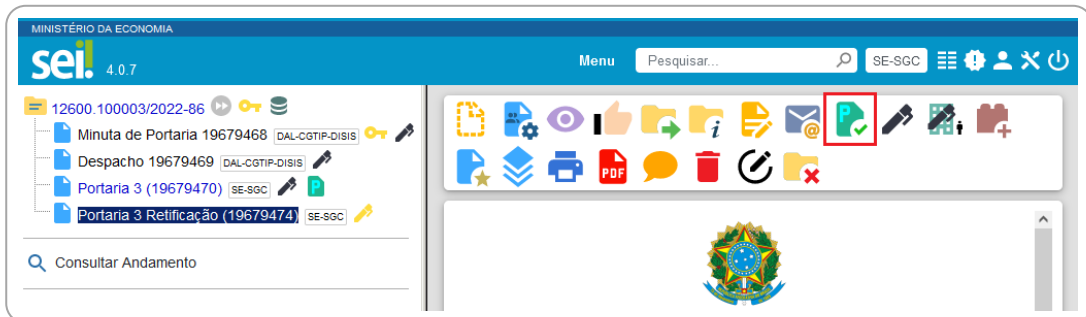 MINISTÉRIO DA ECONOMIA
sei! 4.0.7
Menu Pesquisar... SE-SGC
12600.100003/2022-86
Minuta de Portaria 19679468 DAL-CGTIP-DISIS
Despacho 19679469 DAL-CGTIP-DISIS
Portaria 3 (19679470) SE-SGC P
Portaria 3 Retificação (19679474) SE-SGC
Consultar Andamento
P
PDF